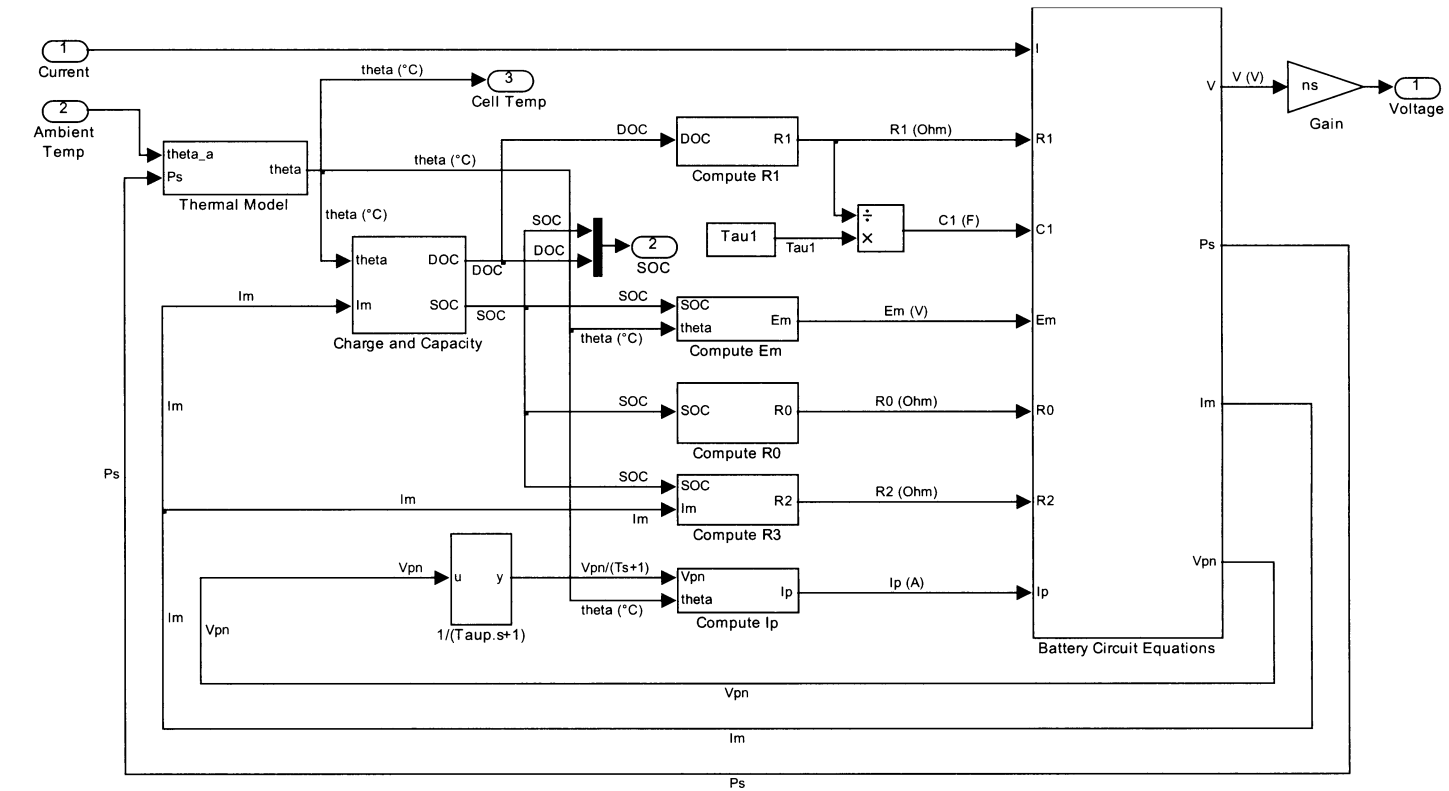 1
Current
theta (°C)
3
Cell Temp
2
Ambient
Temp
theta_a
Ps
theta
Thermal Model
theta (°C)
theta (°C)
theta
Im
DOC
SOC
Charge and Capacity
DOC
SOC
Im
Im
SOC
DOC
2
SOC
DOC
DOC
R1
Compute R1
R1 (Ohm)
Tau1
Tau1
÷
×
C1 (F)
SOC
SOC
theta
Em
Compute Em
theta (°C)
Em (V)
SOC
SOC
R0
Compute R0
R0 (Ohm)
SOC
SOC
Im
R2
Compute R3
Im
Im
R2 (Ohm)
Vpn
u
y
1/(Taup.s+1)
Vpn/(Ts+1)
theta (°C)
Vpn
theta
Ip
Compute Ip
Ip (A)
I
R1
C1
Em
R0
R2
Ip
V
Ps
Im
Vpn
Battery Circuit Equations
V (V)
ns
Gain
1
Voltage
Ps
Im
Vpn
Vpn
Im
Ps